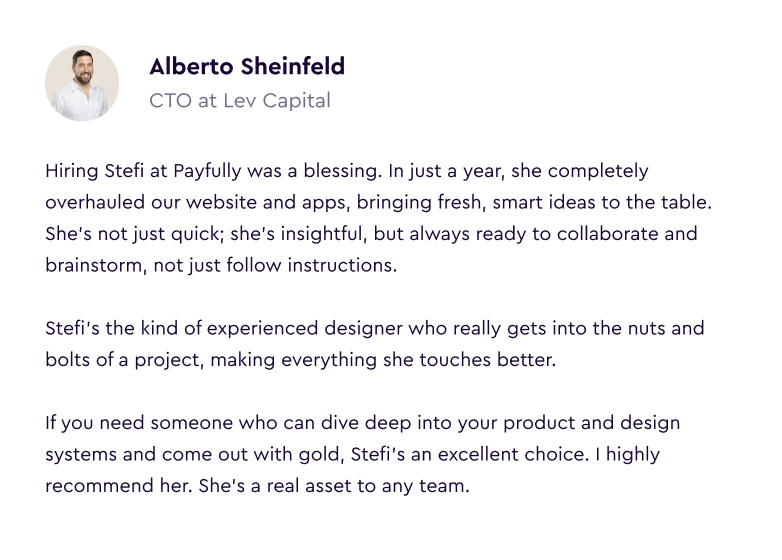 Alberto Sheinfeld
CTO at Lev Capital
Hiring Stefi at Payfully was a blessing. In just a year, she completely
overhauled our website and apps, bringing fresh, smart ideas to the table.
She's not just quick; she's insightful, but always ready to collaborate and
brainstorm, not just follow instructions.
Stefi's the kind of experienced designer who really gets into the nuts and
bolts of a project, making everything she touches better.
If you need someone who can dive deep into your product and design
systems and come out with gold, Stefi's an excellent choice. I highly
recommend her. She's a real asset to any team.